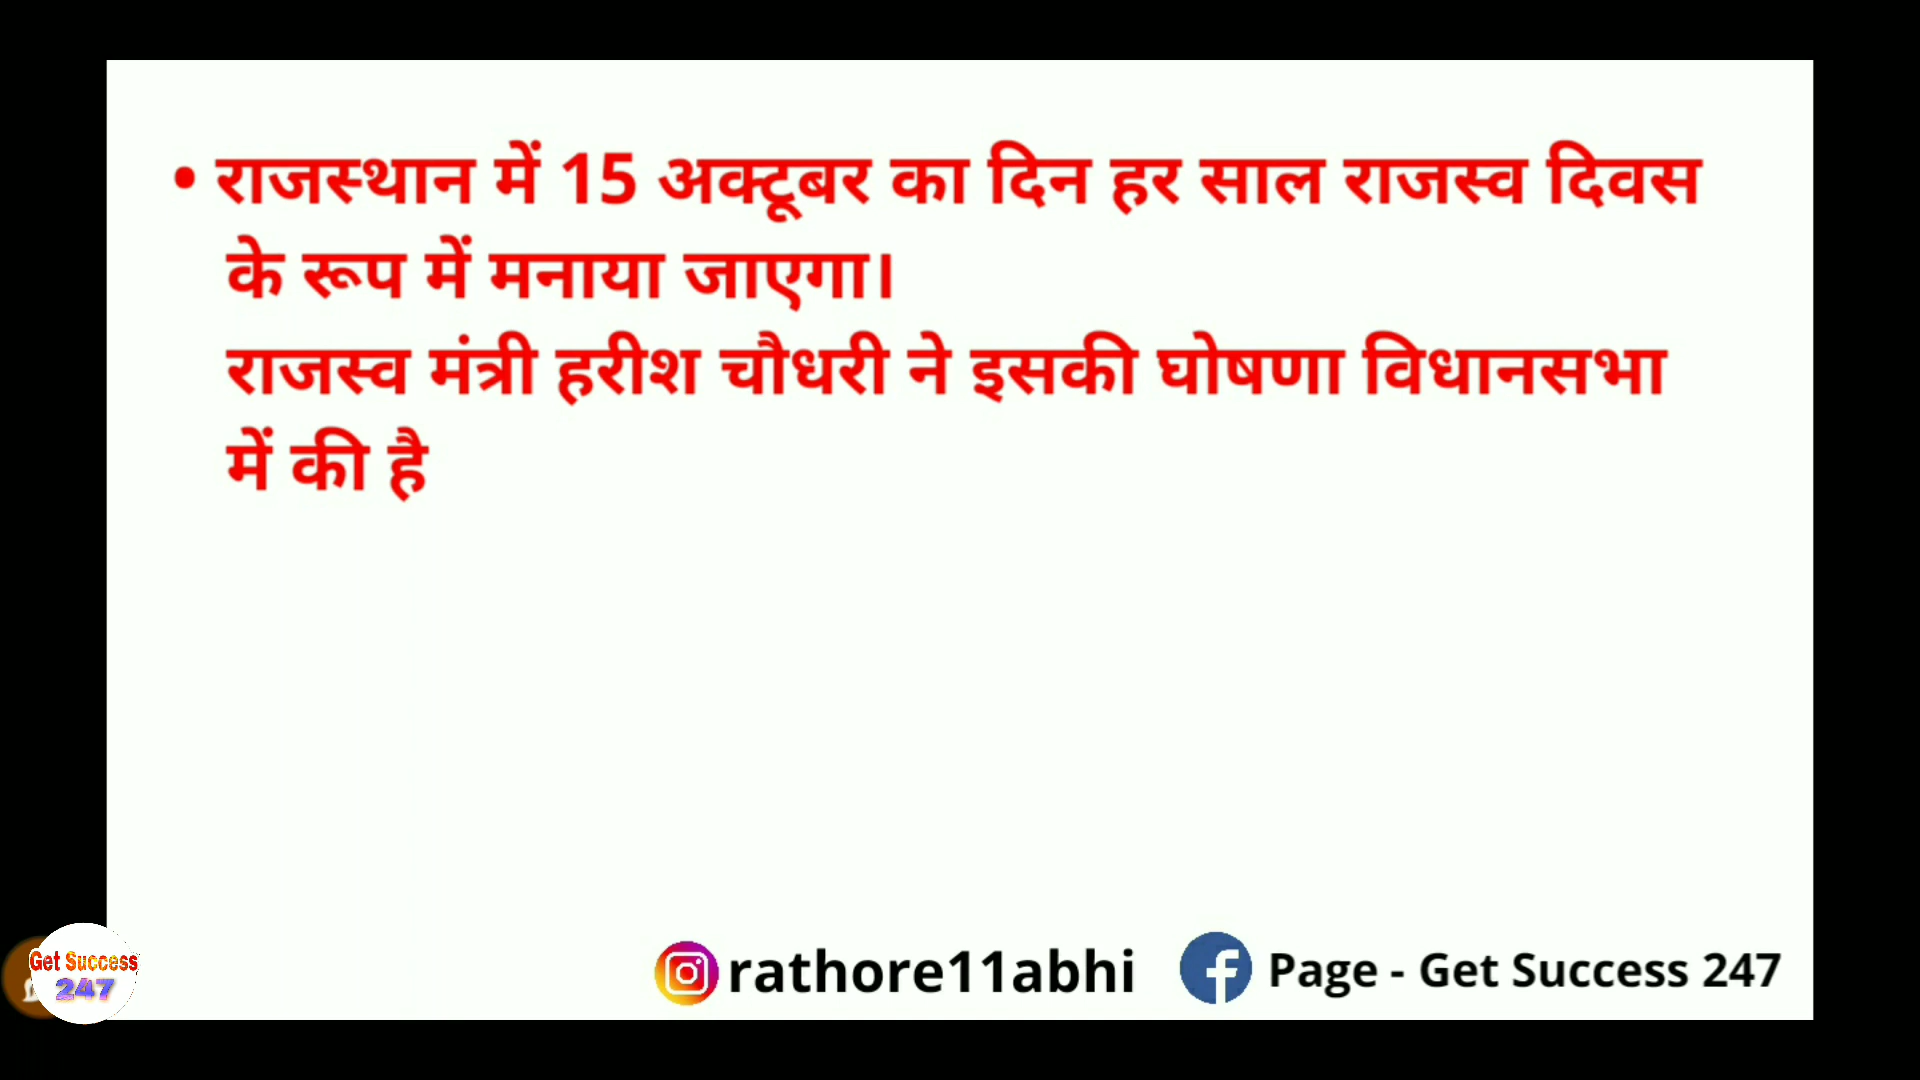 • राजस्थान में 15 अक्टूबर का दिन हर साल राजस्व दिवस
के रूप में मनाया जाएगा।
राजस्व मंत्री हरीश चौधरी ने इसकी घोषणा विधानसभा
में की है
rathore11abhi Page - Get Success 247
Get Success
247